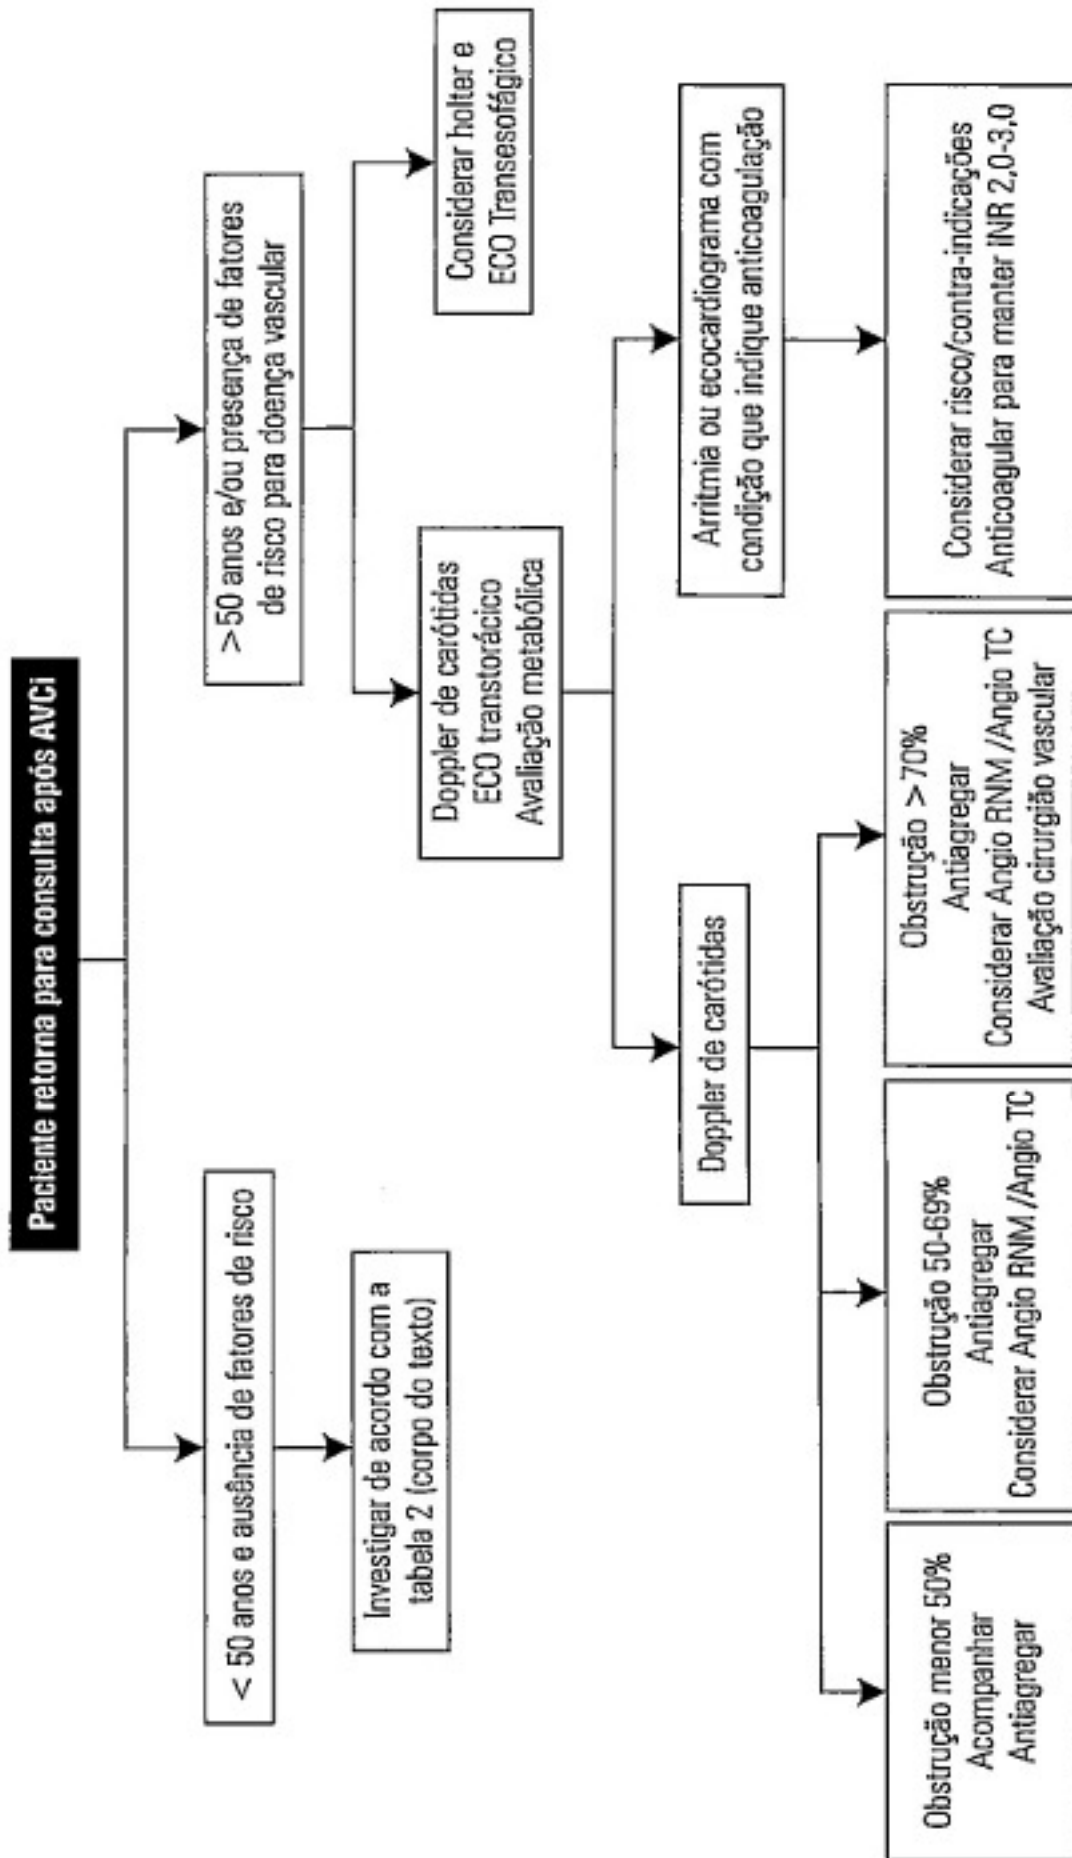 Paciente retorna para consulta após AVCi
< 50 anos e ausência de fatores de risco
Investigar de acordo com a
tabela 2 (corpo do texto)
>50 anos e/ou presença de fatores
de risco para doença vascular
Doppler de carótidas
ECO transtorácico
Avaliação metabólica
Considerar holter e
ECO Transesofágico
Doppler de carótidas
Arritmia ou ecocardiograma com
condição que indique anticoagulação
Obstrução menor 50%
Acompanhar
Antiagregar
Obstrução 50-69%
Antiagregar
Considerar Angio RNM /Angio TC
Obstrução >70%
Antiagregar
Considerar Angio RNM /Angio TC
Avaliação cirurgião vascular
Considerar risco/contra-indicações
Anticoagular para manter iNR 2,0-3,0